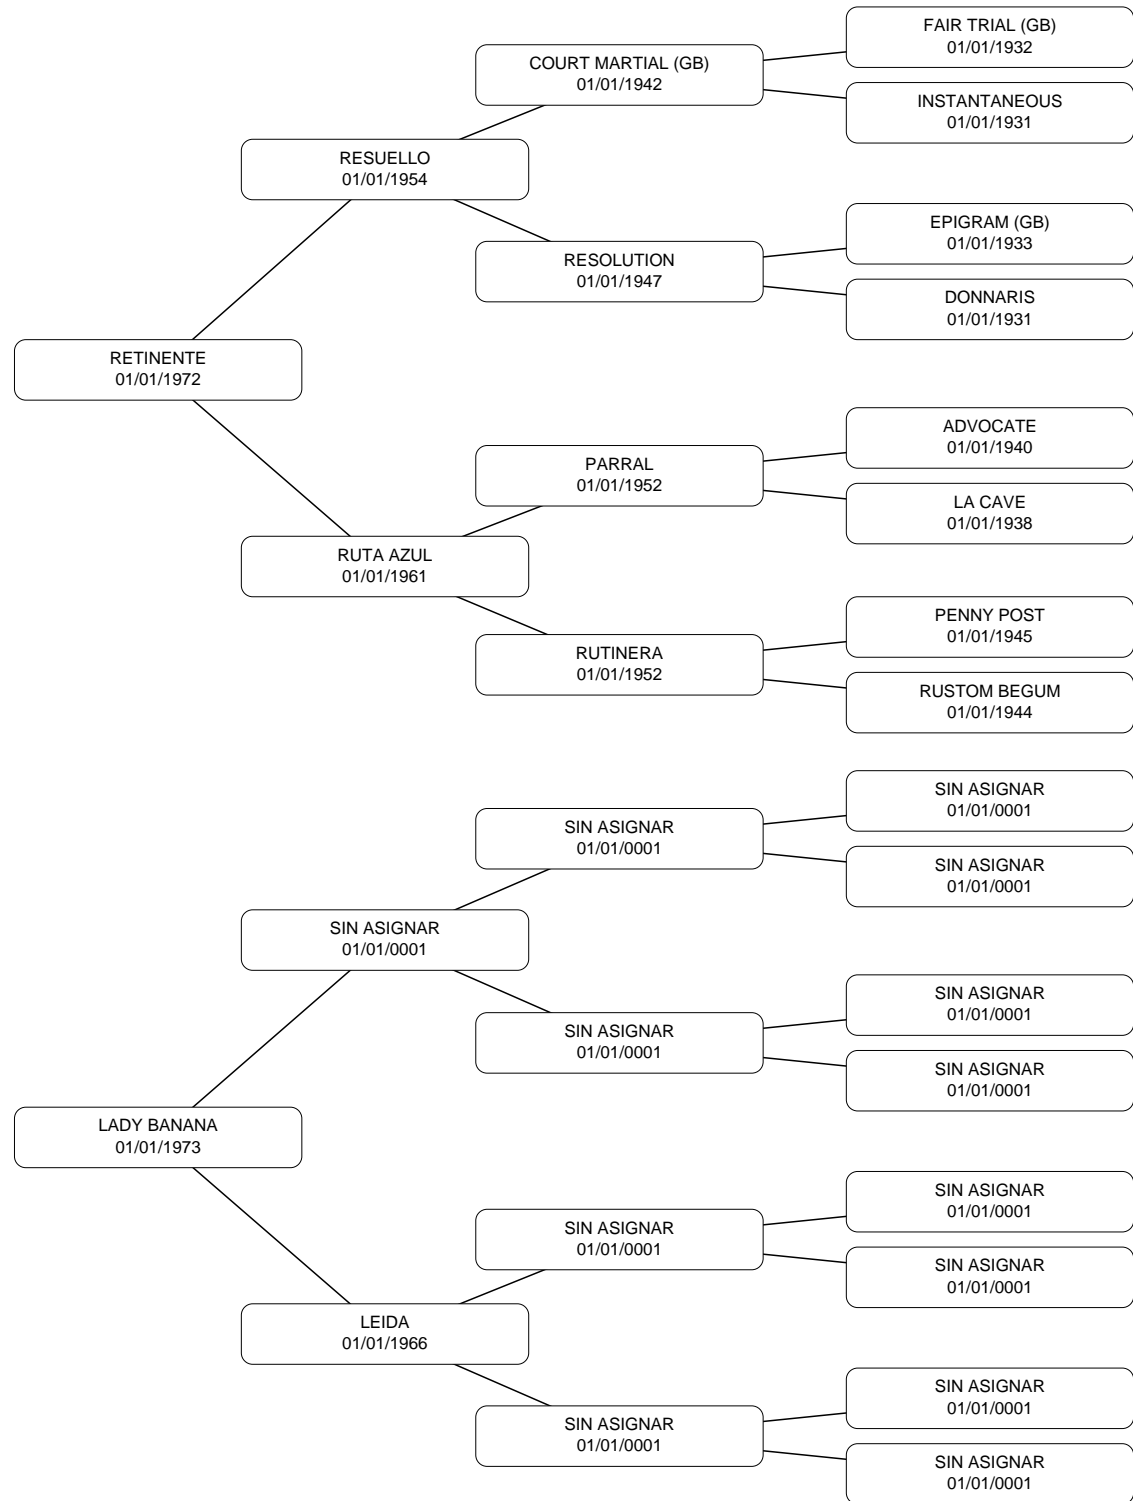 FAIR TRIAL (GB)
01/01/1932
COURT MARTIAL (GB)
01/01/1942
INSTANTANEOUS
01/01/1931
RESUELLO
01/01/1954
EPIGRAM (GB)
01/01/1933
RESOLUTION
01/01/1947
DONNARIS
01/01/1931
RETINENTE
01/01/1972
ADVOCATE
01/01/1940
PARRAL
01/01/1952
LA CAVE
01/01/1938
RUTA AZUL
01/01/1961
PENNY POST
01/01/1945
RUTINERA
01/01/1952
RUSTOM BEGUM
01/01/1944
SIN ASIGNAR
01/01/0001
SIN ASIGNAR
01/01/0001
SIN ASIGNAR
01/01/0001
SIN ASIGNAR
01/01/0001
SIN ASIGNAR
01/01/0001
SIN ASIGNAR
01/01/0001
SIN ASIGNAR
01/01/0001
LADY BANANA
01/01/1973
SIN ASIGNAR
01/01/0001
SIN ASIGNAR
01/01/0001
SIN ASIGNAR
01/01/0001
LEIDA
01/01/1966
SIN ASIGNAR
01/01/0001
SIN ASIGNAR
01/01/0001
SIN ASIGNAR
01/01/0001